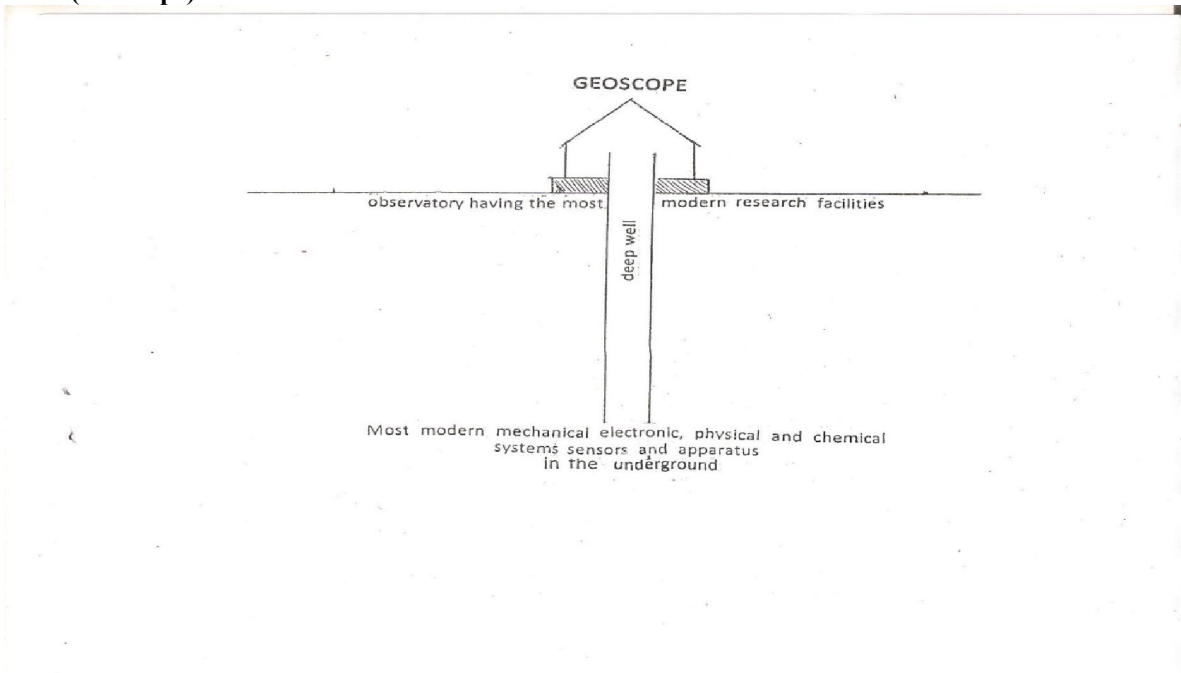 GEOSCOPE
observatory having the most modern research facilities
deep well
Most modern mechanical electronic, physical and chemical
systems sensors and apparatus
in the underground